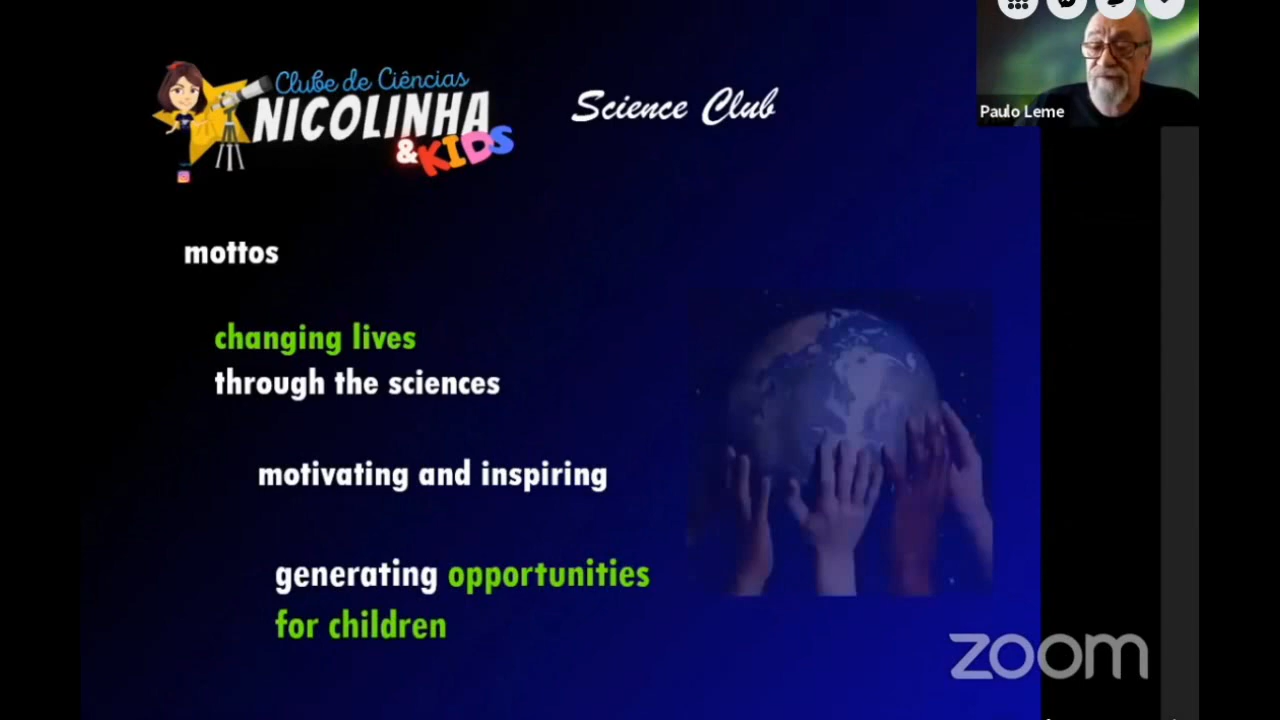 Clube de Ciências
NICOLINHA
&KIDS
Science Club
Paulo Leme
mottos
changing lives
through the sciences
motivating and inspiring
generating opportunities
for children
zoom